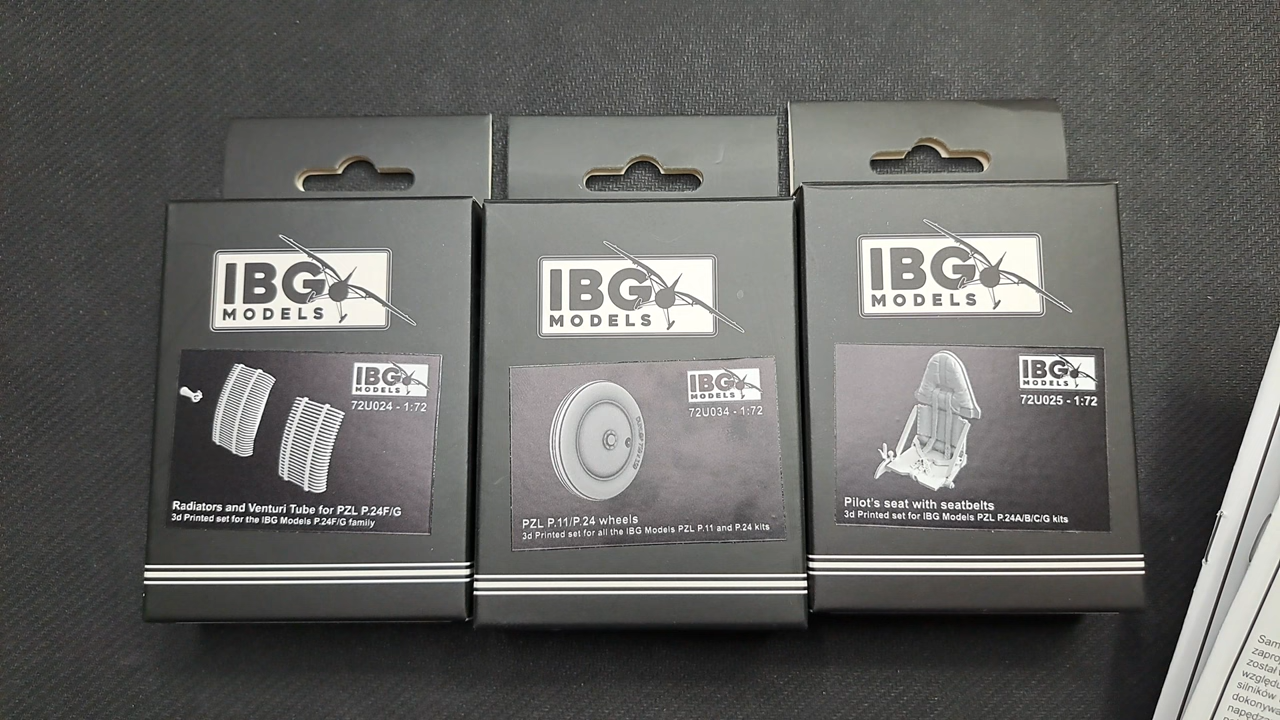 IBG
MODELS
IBG
MODELS
72U024 - 1:72
Radiators and Venturi Tube for PZL P.24F/G
3d Printed set for the IBG Models P.24F/G family
IBG
MODELS
IBG
MODELS
72U034 - 1:72
PZL P.11/P.24 wheels
3d Printed set for all the IBG Models PZL P.11 and P.24 kits
IBG
MODELS
IBG
MODELS
72U025 - 1:72
Pilot's seat with seatbelts
3d Printed set for IBG Models PZL P.24A/B/C/G kits
został
silników